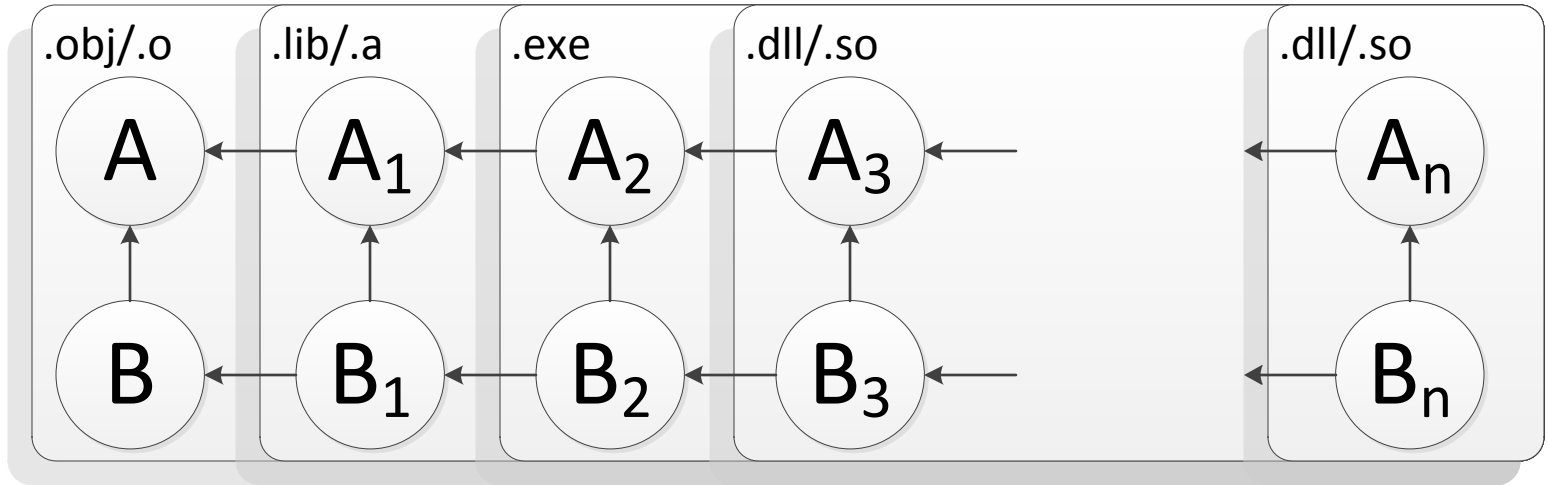 .obj/.o .lib/.a .exe .dll/.so .dll/.so
A A₁ A₂ A₃ Aₙ
B B₁ B₂ B₃ Bₙ